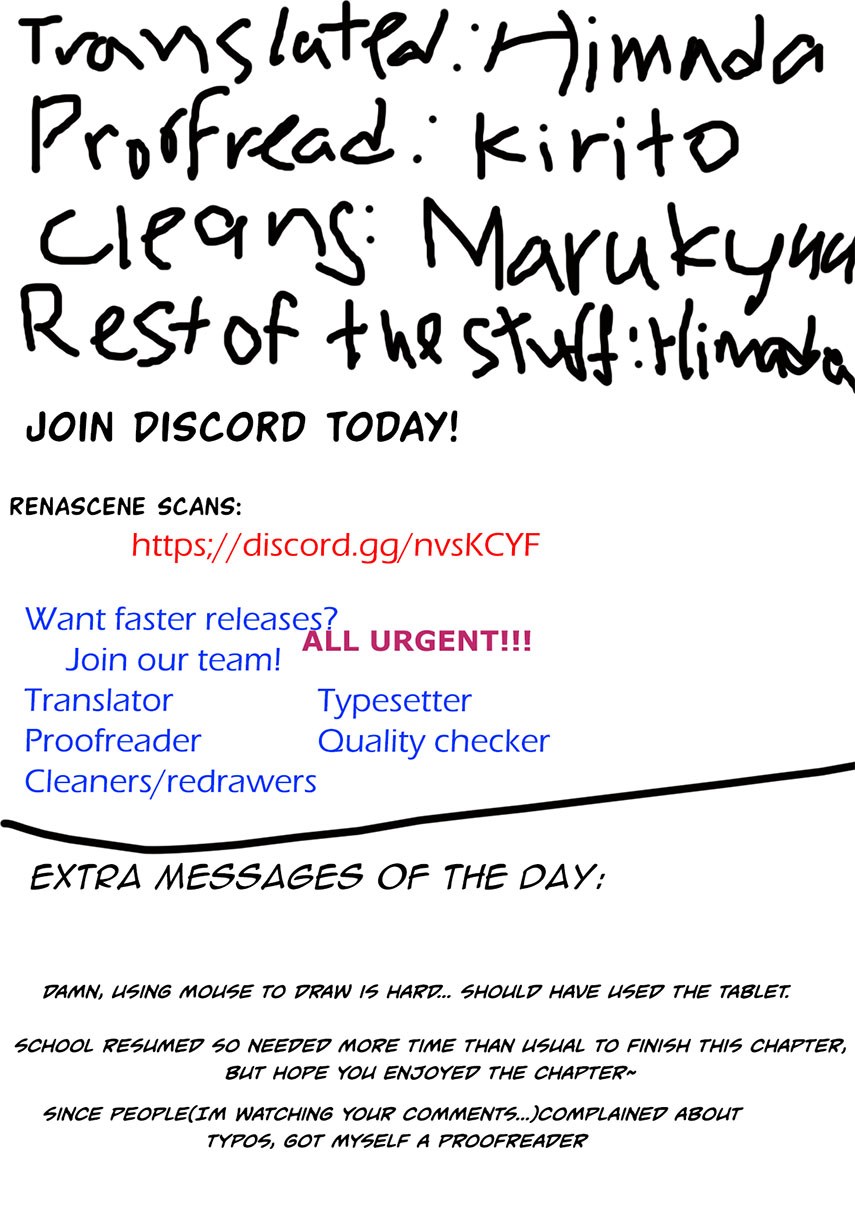 Translated: Himada
Proofread: Kirito
Cleans: Marukyuu
Rest of the stuff: Himada
JOIN DISCORD TODAY!
RENASCENE SCANS:
https;//discord.gg/nvsKCYF
Want faster releases?
ALL URGENT!!!
Join our team!
Translator Typesetter
Proofreader Quality checker
Cleaners/redrawers
EXTRA MESSAGES OF THE DAY:
DAMN, USING MOUSE TO DRAW IS HARD... SHOULD HAVE USED THE TABLET.
SCHOOL RESUMED SO NEEDED MORE TIME THAN USUAL TO FINISH THIS CHAPTER,
BUT HOPE YOU ENJOYED THE CHAPTER~
SINCE PEOPLE(IM WATCHING YOUR COMMENTS...)COMPLAINED ABOUT
TYPOS, GOT MYSELF A PROOFREADER